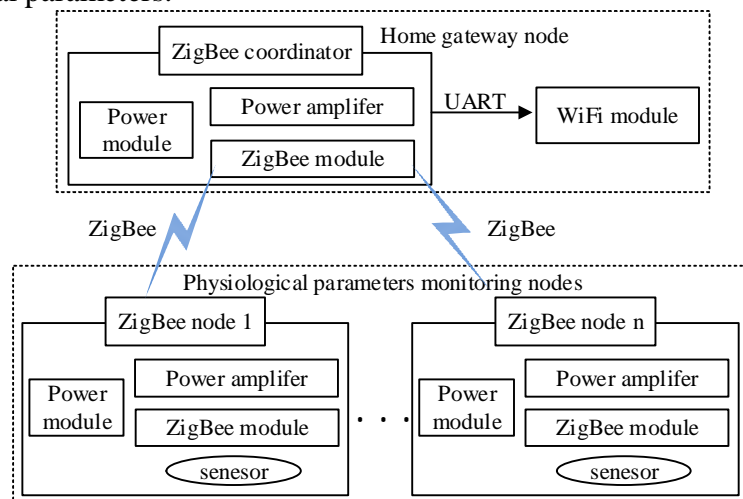 al parameters.
Home gateway node
ZigBee coordinator
Power amplifer
Power
module
ZigBee module
UART
WiFi module
ZigBee
ZigBee
Physiological parameters monitoring nodes
ZigBee node 1
Power amplifer
Power
module
ZigBee module
senesor
. . .
ZigBee node n
Power amplifer
Power
module
ZigBee module
senesor